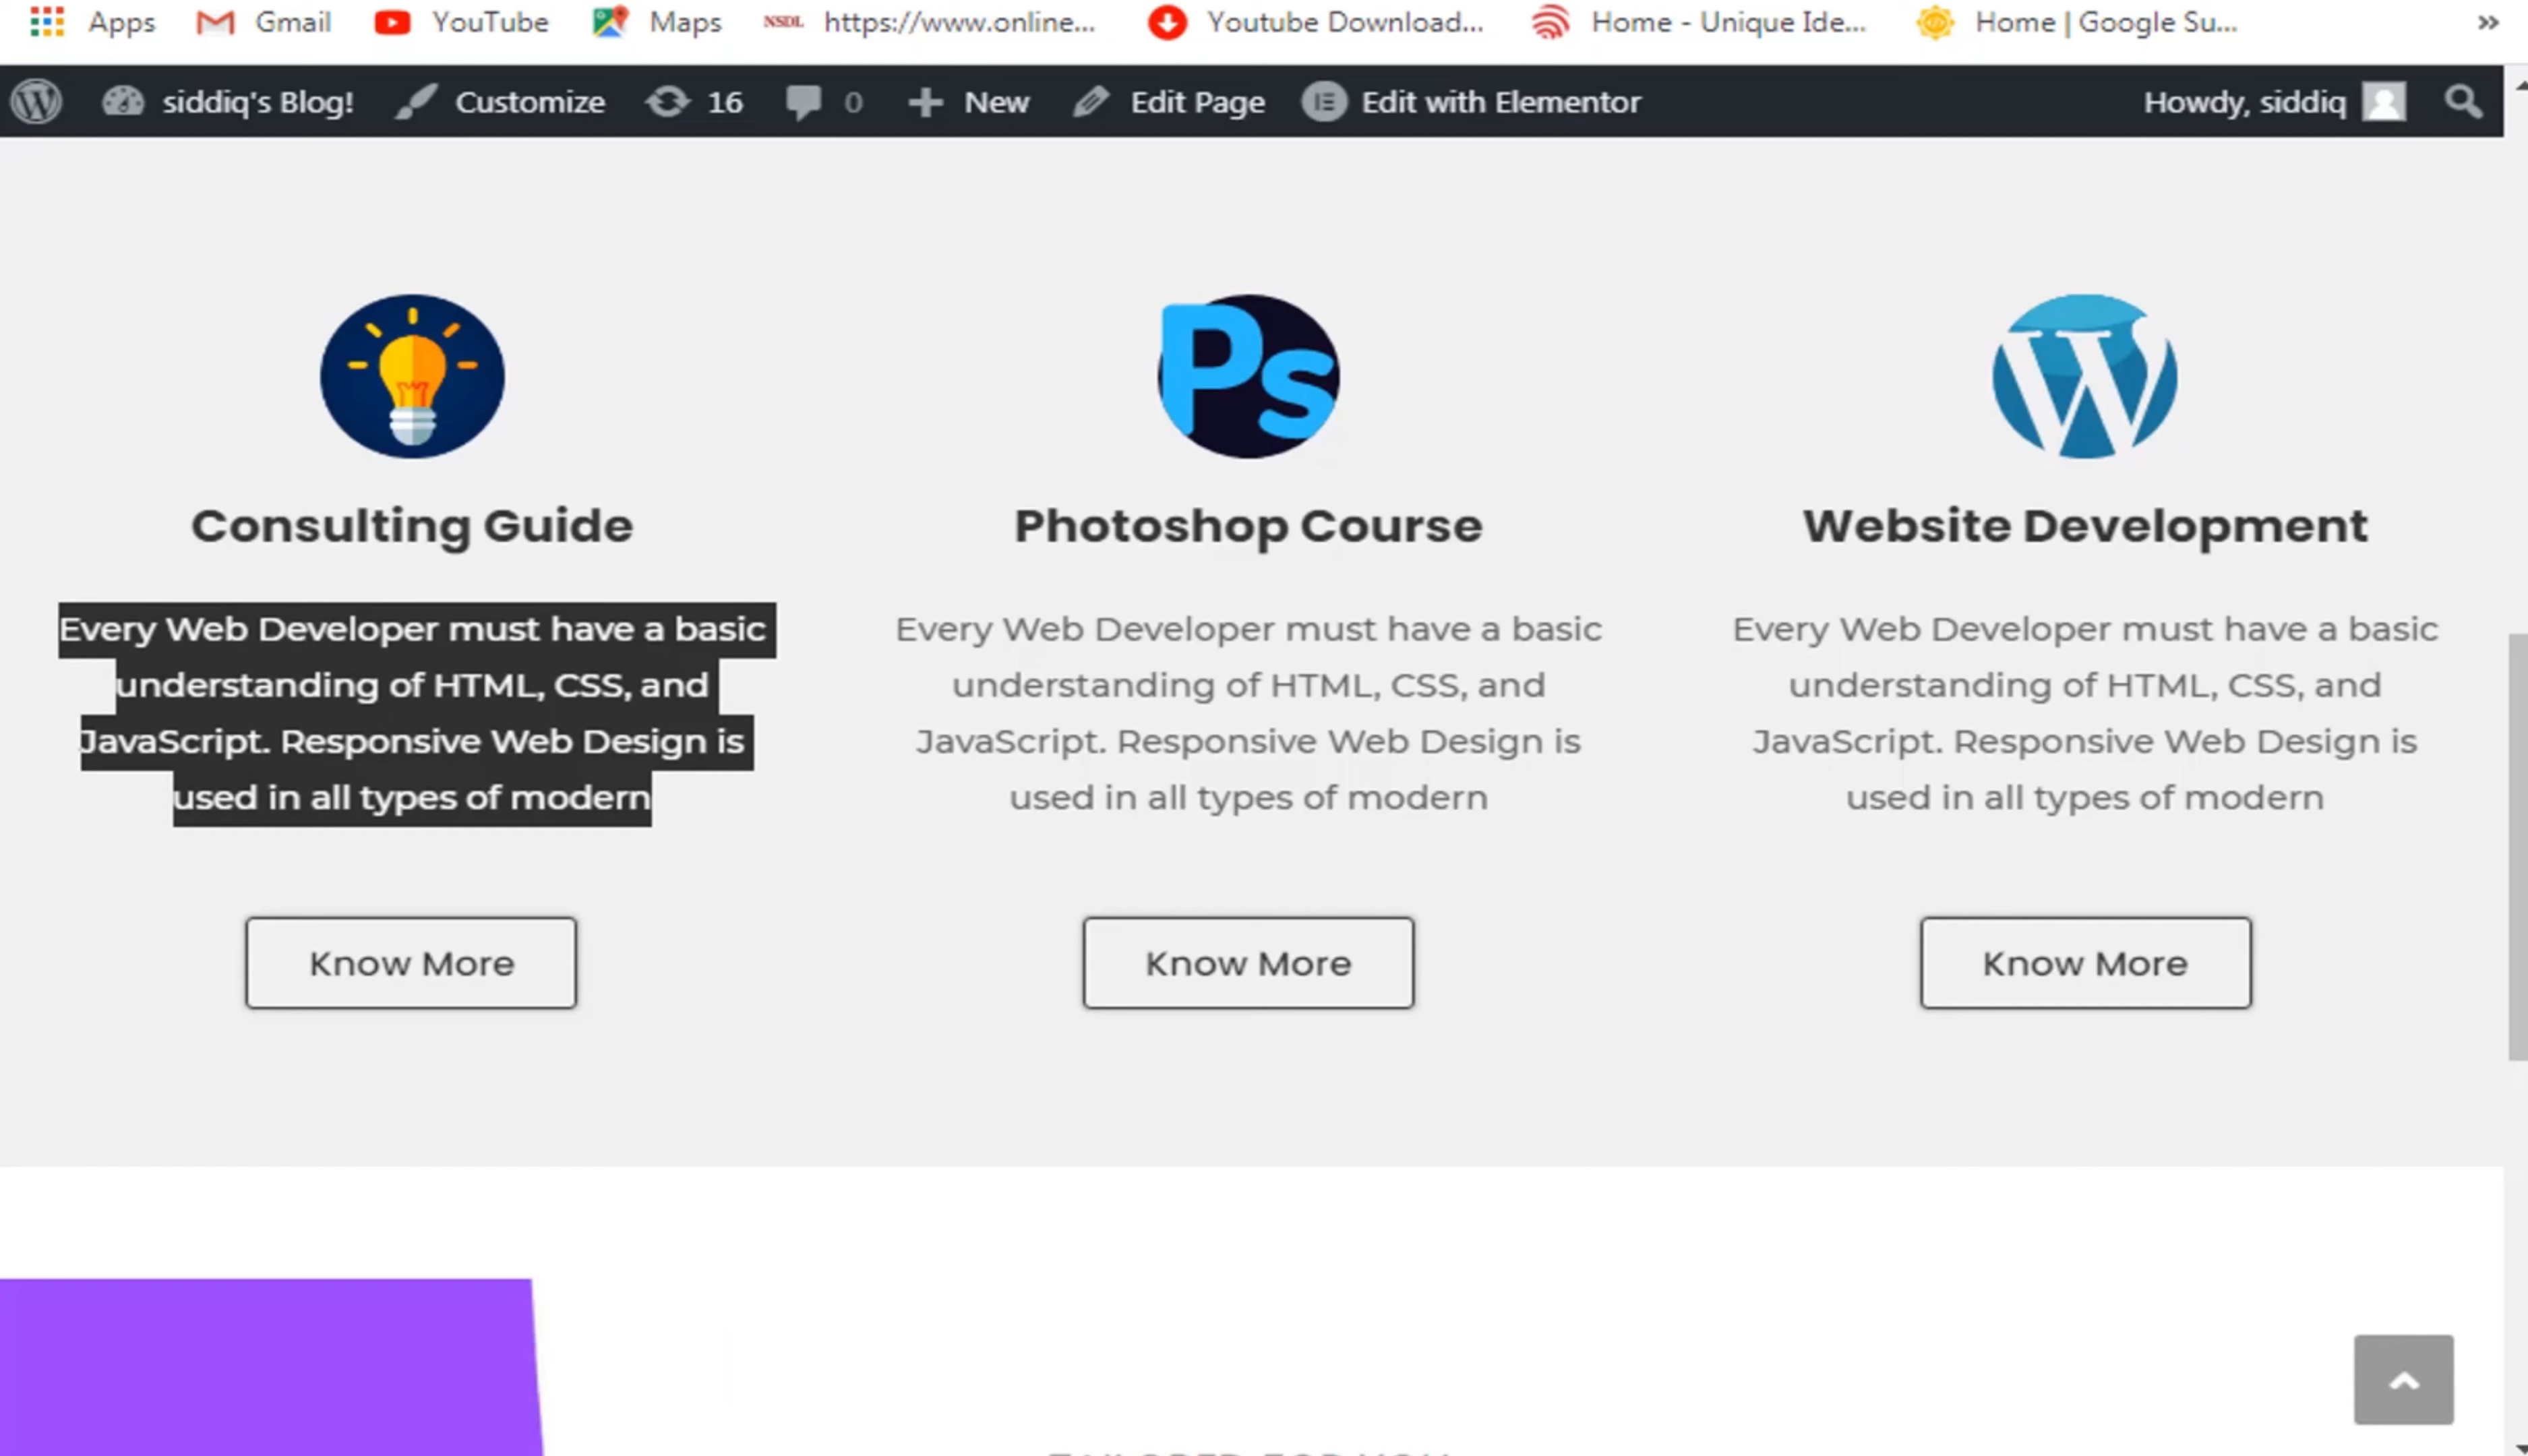 Apps Gmail YouTube Maps NSDL https://www.online... Youtube Download... Home - Unique Ide... Home | Google Su... »
siddiq's Blog! Customize 16 0 New Edit Page Edit with Elementor Howdy, siddiq
Ps
Consulting Guide
Every Web Developer must have a basic
understanding of HTML, CSS, and
JavaScript. Responsive Web Design is
used in all types of modern
Know More
Photoshop Course
Every Web Developer must have a basic
understanding of HTML, CSS, and
JavaScript. Responsive Web Design is
used in all types of modern
Know More
Website Development
Every Web Developer must have a basic
understanding of HTML, CSS, and
JavaScript. Responsive Web Design is
used in all types of modern
Know More